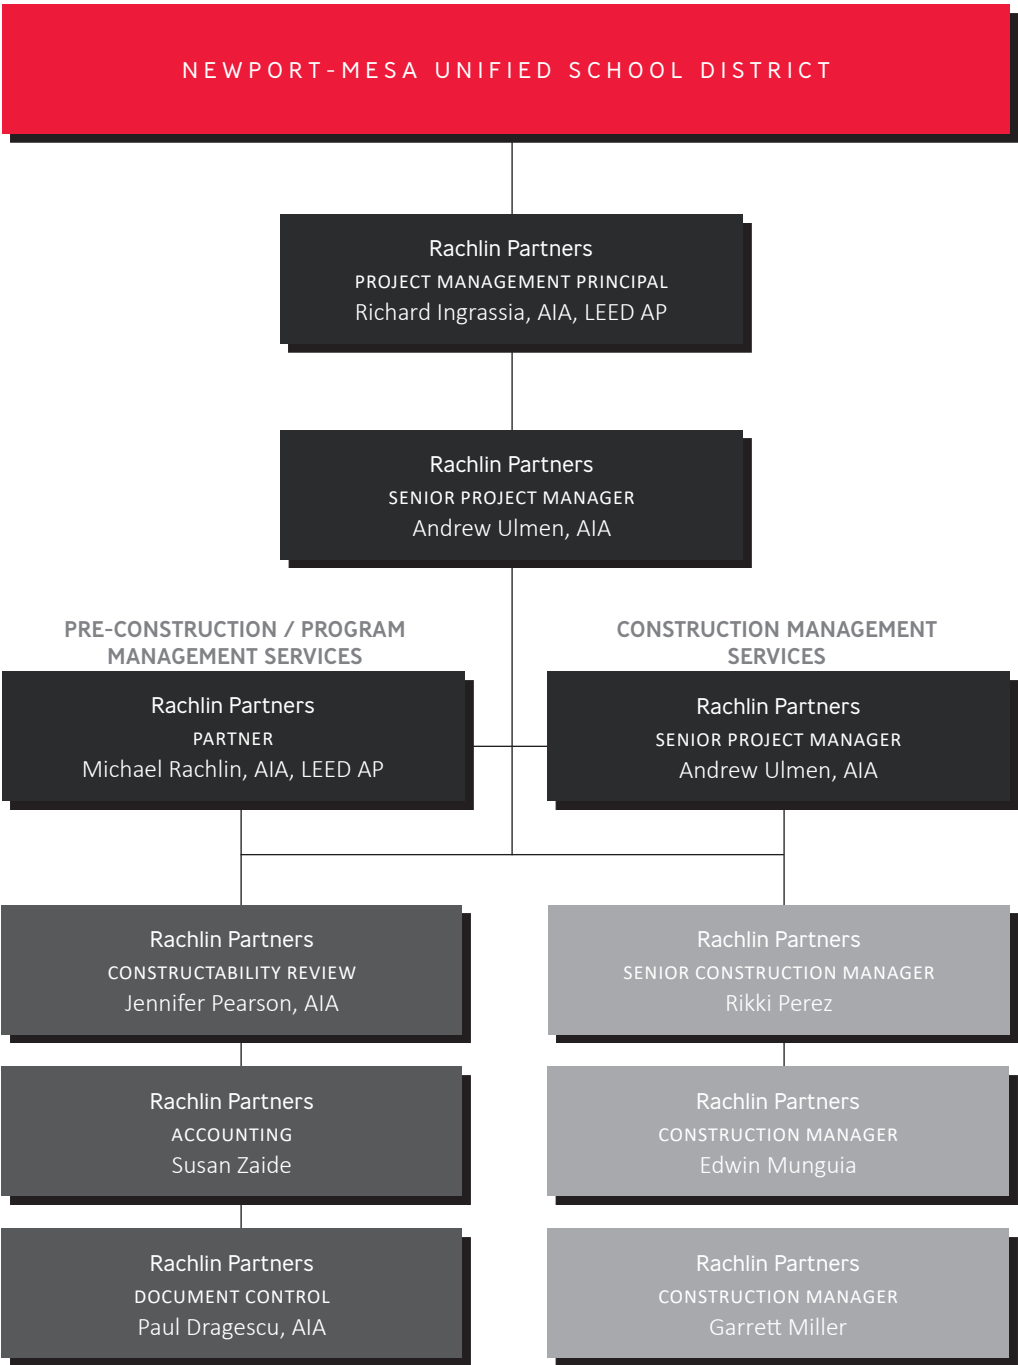 NEWPORT-MESA UNIFIED SCHOOL DISTRICT
Rachlin Partners
PROJECT MANAGEMENT PRINCIPAL
Richard Ingrassia, AIA, LEED AP
Rachlin Partners
SENIOR PROJECT MANAGER
Andrew Ulmen, AIA
PRE-CONSTRUCTION / PROGRAM
MANAGEMENT SERVICES
Rachlin Partners
PARTNER
Michael Rachlin, AIA, LEED AP
CONSTRUCTION MANAGEMENT
SERVICES
Rachlin Partners
SENIOR PROJECT MANAGER
Andrew Ulmen, AIA
Rachlin Partners
CONSTRUCTABILITY REVIEW
Jennifer Pearson, AIA
Rachlin Partners
ACCOUNTING
Susan Zaide
Rachlin Partners
DOCUMENT CONTROL
Paul Dragescu, AIA
Rachlin Partners
SENIOR CONSTRUCTION MANAGER
Rikki Perez
Rachlin Partners
CONSTRUCTION MANAGER
Edwin Munguia
Rachlin Partners
CONSTRUCTION MANAGER
Garrett Miller